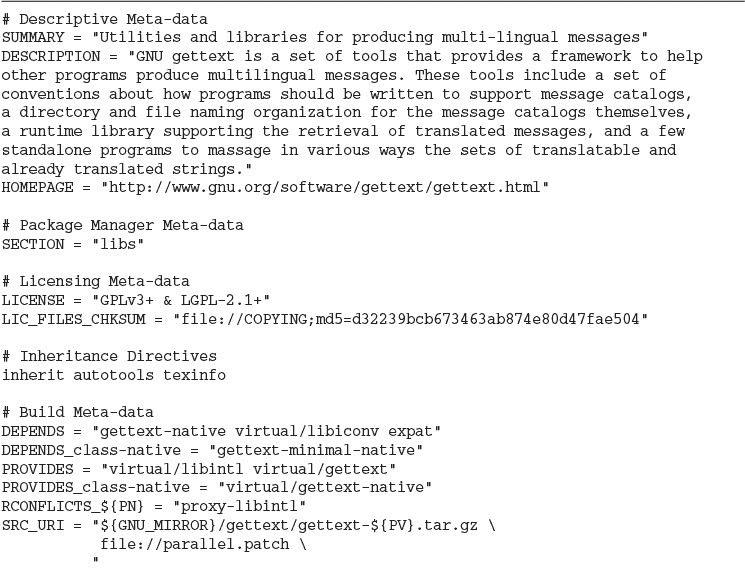 # Descriptive Meta-data
SUMMARY = "Utilities and libraries for producing multi-lingual messages"
DESCRIPTION = "GNU gettext is a set of tools that provides a framework to help
other programs produce multilingual messages. These tools include a set of
conventions about how programs should be written to support message catalogs,
a directory and file naming organization for the message catalogs themselves,
a runtime library supporting the retrieval of translated messages, and a few
standalone programs to massage in various ways the sets of translatable and
already translated strings."
HOMEPAGE = "http://www.gnu.org/software/gettext/gettext.html"

# Package Manager Meta-data
SECTION = "libs"

# Licensing Meta-data
LICENSE = "GPLv3+ & LGPL-2.1+"
LIC_FILES_CHKSUM = "file://COPYING;md5=d32239bcb673463ab874e80d47fae504"

# Inheritance Directives
inherit autotools texinfo

# Build Meta-data
DEPENDS = "gettext-native virtual/libiconv expat"
DEPENDS_class-native = "gettext-minimal-native"
PROVIDES = "virtual/libintl virtual/gettext"
PROVIDES_class-native = "virtual/gettext-native"
RCONFLICTS_${PN} = "proxy-libintl"
SRC_URI = "${GNU_MIRROR}/gettext/gettext-${PV}.tar.gz \
           file://parallel.patch \
          "